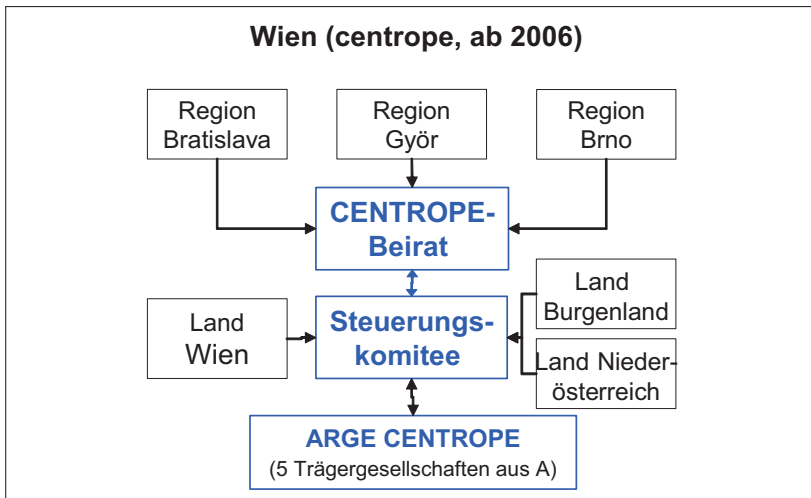 Wien (centrope, ab 2006)
Region
Bratislava
Region
Györ
Region
Brno
CENTROPE-
Beirat
Land
Wien
Steuerungs-
komitee
Land
Burgenland
Land Nieder-
österreich
ARGE CENTROPE
(5 Trägergesellschaften aus A)